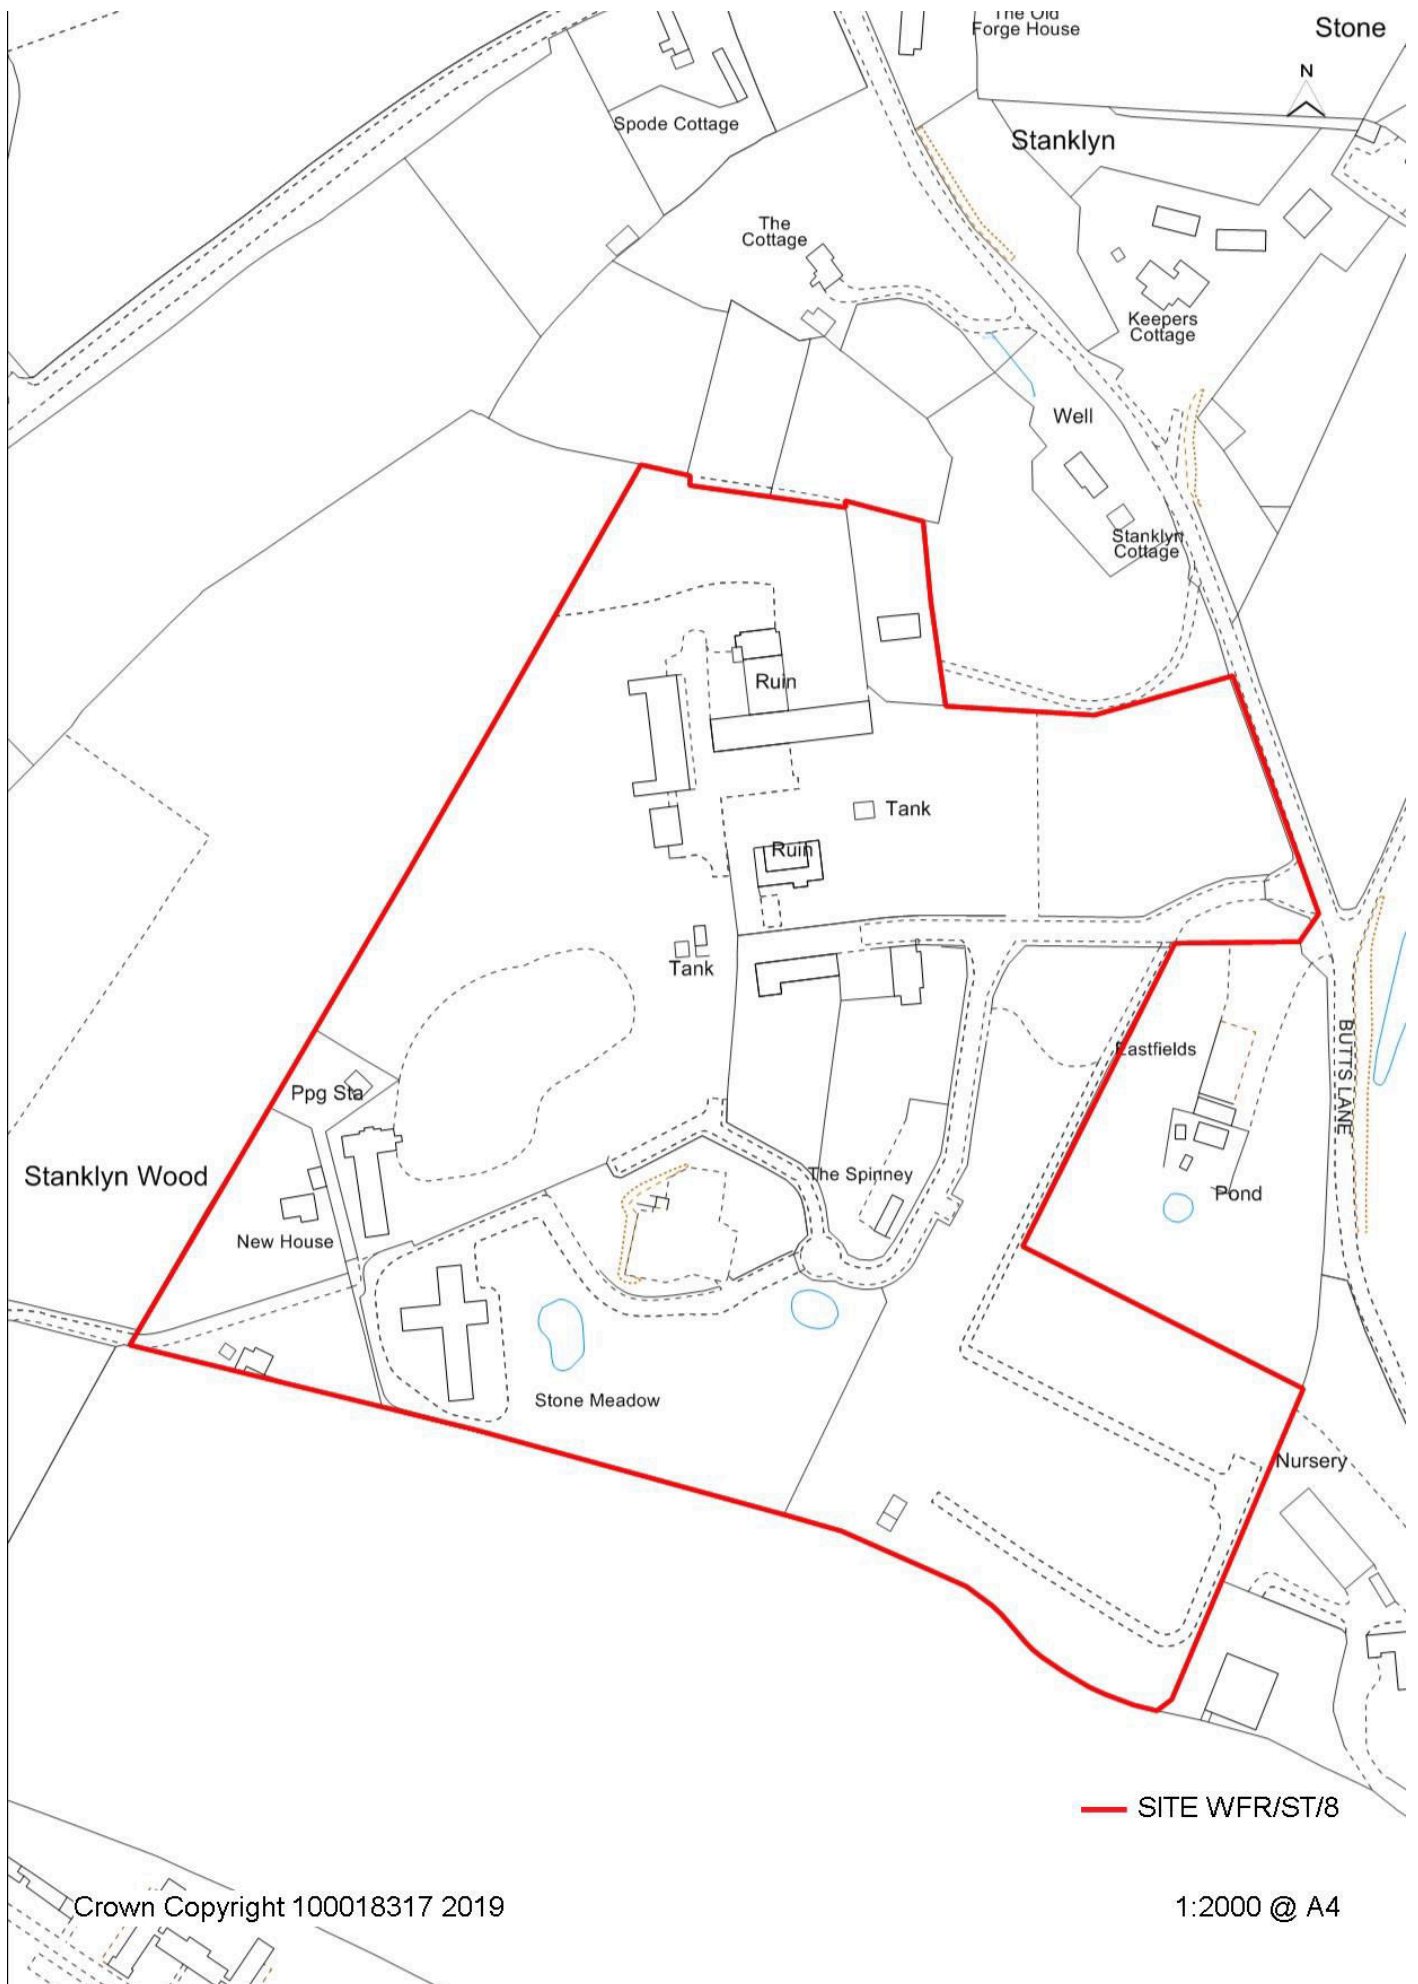 The Old
Forge House
Stone
N
Spode Cottage
Stanklyn
The
Cottage
Keepers
Cottage
Well
Stanklyn
Cottage
Ruin
Tank
Ruin
Tank
Eastfields
BUTTS LANE
Ppg Sta
Stanklyn Wood
The Spinney
Pond
New House
Stone Meadow
Nursery
SITE WFR/ST/8
Crown Copyright 100018317 2019
1:2000 @ A4